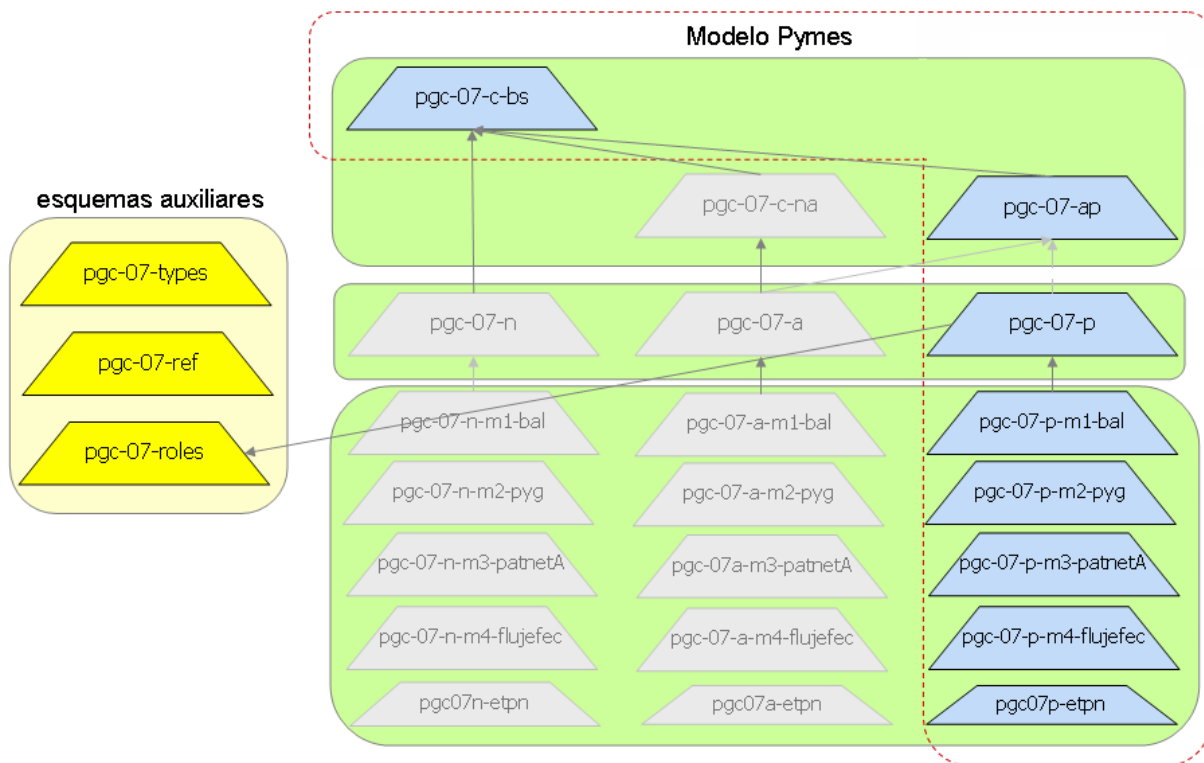 Modelo Pymes
pgc-07-c-bs
esquemas auxiliares
pgc-07-c-na
pgc-07-ap
pgc-07-types
pgc-07-n
pgc-07-a
pgc-07-p
pgc-07-ref
pgc-07-n-m1-bal
pgc-07-a-m1-bal
pgc-07-p-m1-bal
pgc-07-roles
pgc-07-n-m2-pyg
pgc-07-a-m2-pyg
pgc-07-p-m2-pyg
pgc-07-n-m3-patnetA
pgc-07a-m3-patnetA
pgc-07-p-m3-patnetA
pgc-07-n-m4-flujefec
pgc-07-a-m4-flujefec
pgc-07-p-m4-flujefec
pgc07n-etpn
pgc07a-etpn
pgc07p-etpn